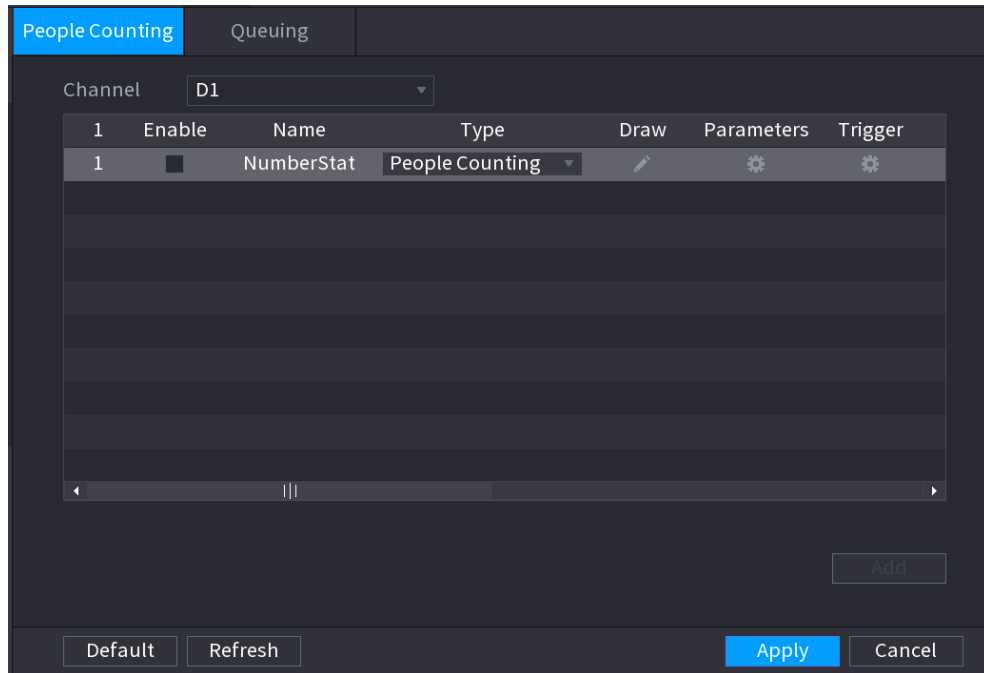 People Counting Queuing
Channel D1
1 Enable Name Type Draw Parameters Trigger
1 NumberStat People Counting
Add
Default Refresh Apply Cancel